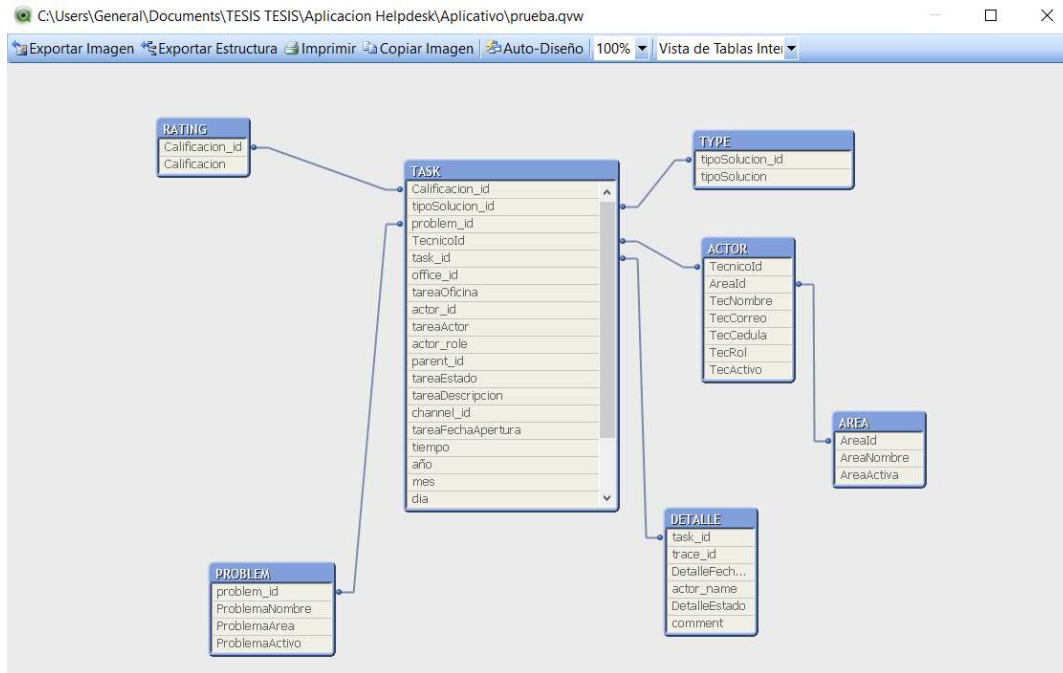 C:\Users\General\Documents\TESIS TESIS\Aplicacion Helpdesk\Aplicativo\prueba.qvw
Exportar Imagen Exportar Estructura Imprimir Copiar Imagen Auto-Diseño 100% Vista de Tablas Inter
RATING
Calificacion_id
Calificacion
TASK
Calificacion_id
tipoSolucion_id
problem_id
TecnicoId
task_id
office_id
tareaOficina
actor_id
tareaActor
actor_role
parent_id
tareaEstado
tareaDescripcion
channel_id
tareaFechaApertura
tiempo
año
mes
dia
TYPE
tipoSolucion_id
tipoSolucion
ACTOR
TecnicoId
AreaId
TecNombre
TecCorreo
TecCedula
TecRol
TecActivo
AREA
AreaId
AreaNombre
AreaActiva
DETALLE
task_id
trace_id
DetalleFech...
actor_name
DetalleEstado
comment
PROBLEM
problem_id
ProblemaNombre
ProblemaArea
ProblemaActivo